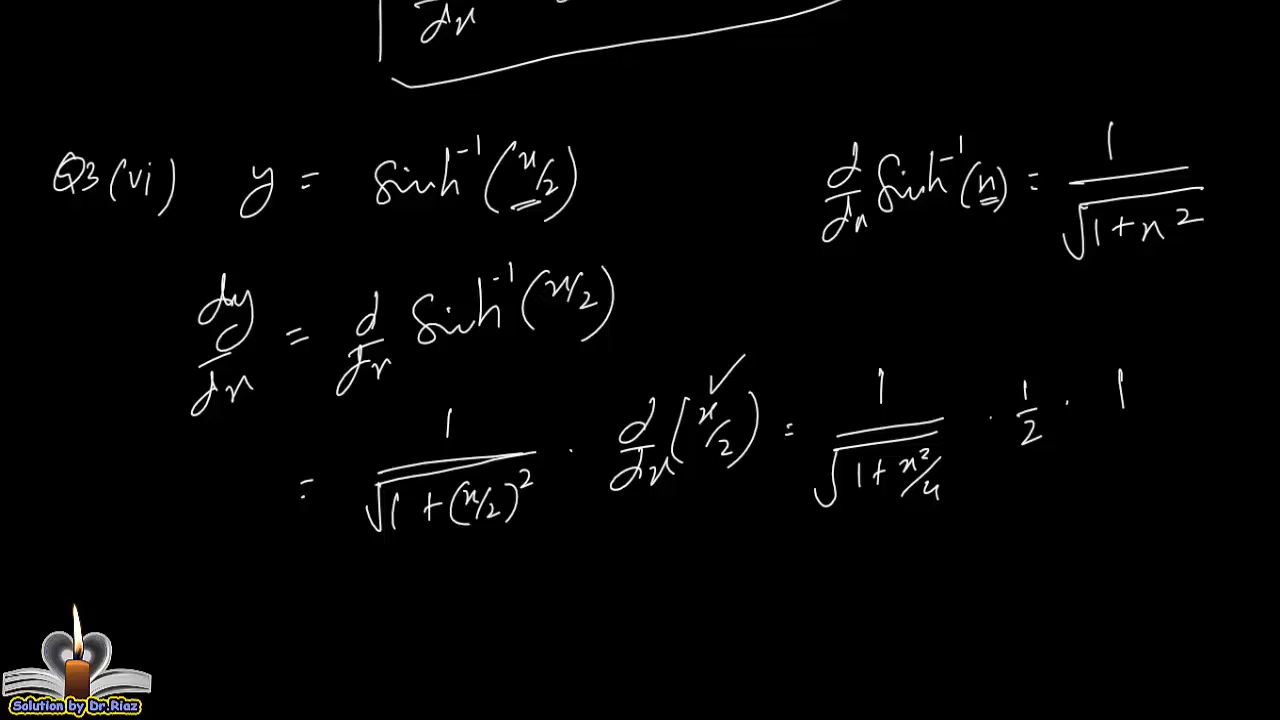 dx
Q3(vi) y = Sinh⁻¹(x/2)
d/dx Sinh⁻¹(x) = 1/√(1+x²)
dy/dx = d/dx Sinh⁻¹(x/2)
= 1/√(1+(x/2)²) · d/dx (x/2) = 1/√(1+x²/4) · 1/2 · 1
Solution by Dr.Riaz